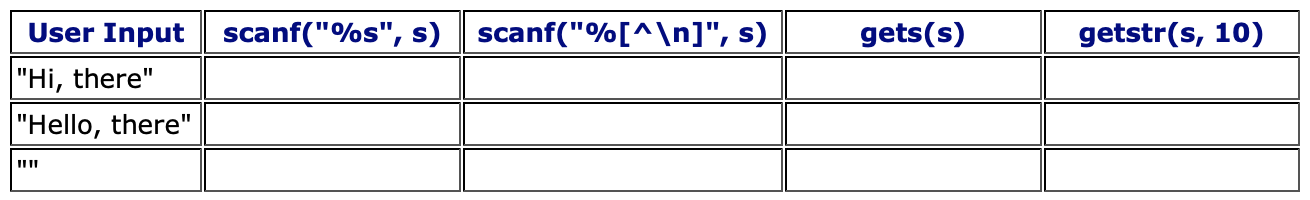 User Input scanf("%s", s) scanf("%[^\n]", s) gets(s) getstr(s, 10)
"Hi, there"
"Hello, there"
""